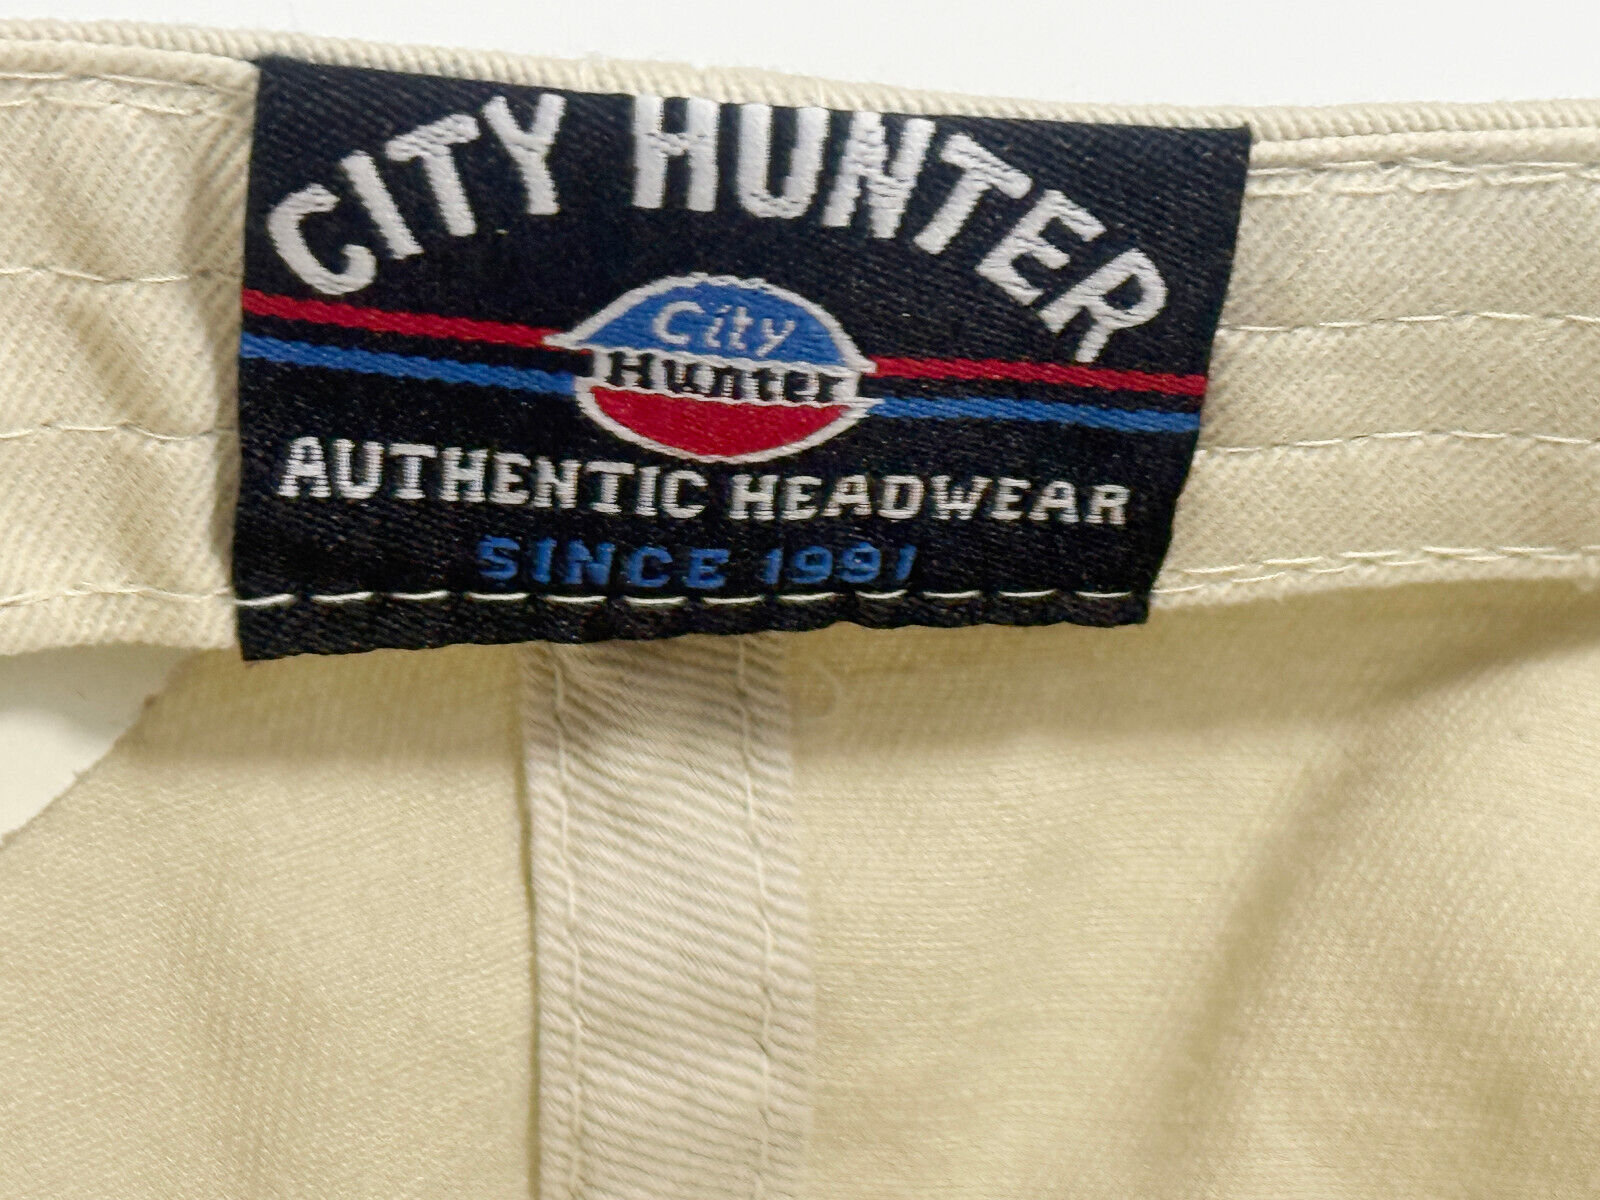 CITY HUNTER
City
Hunter
AUTHENTIC HEADWEAR
SINCE 1991